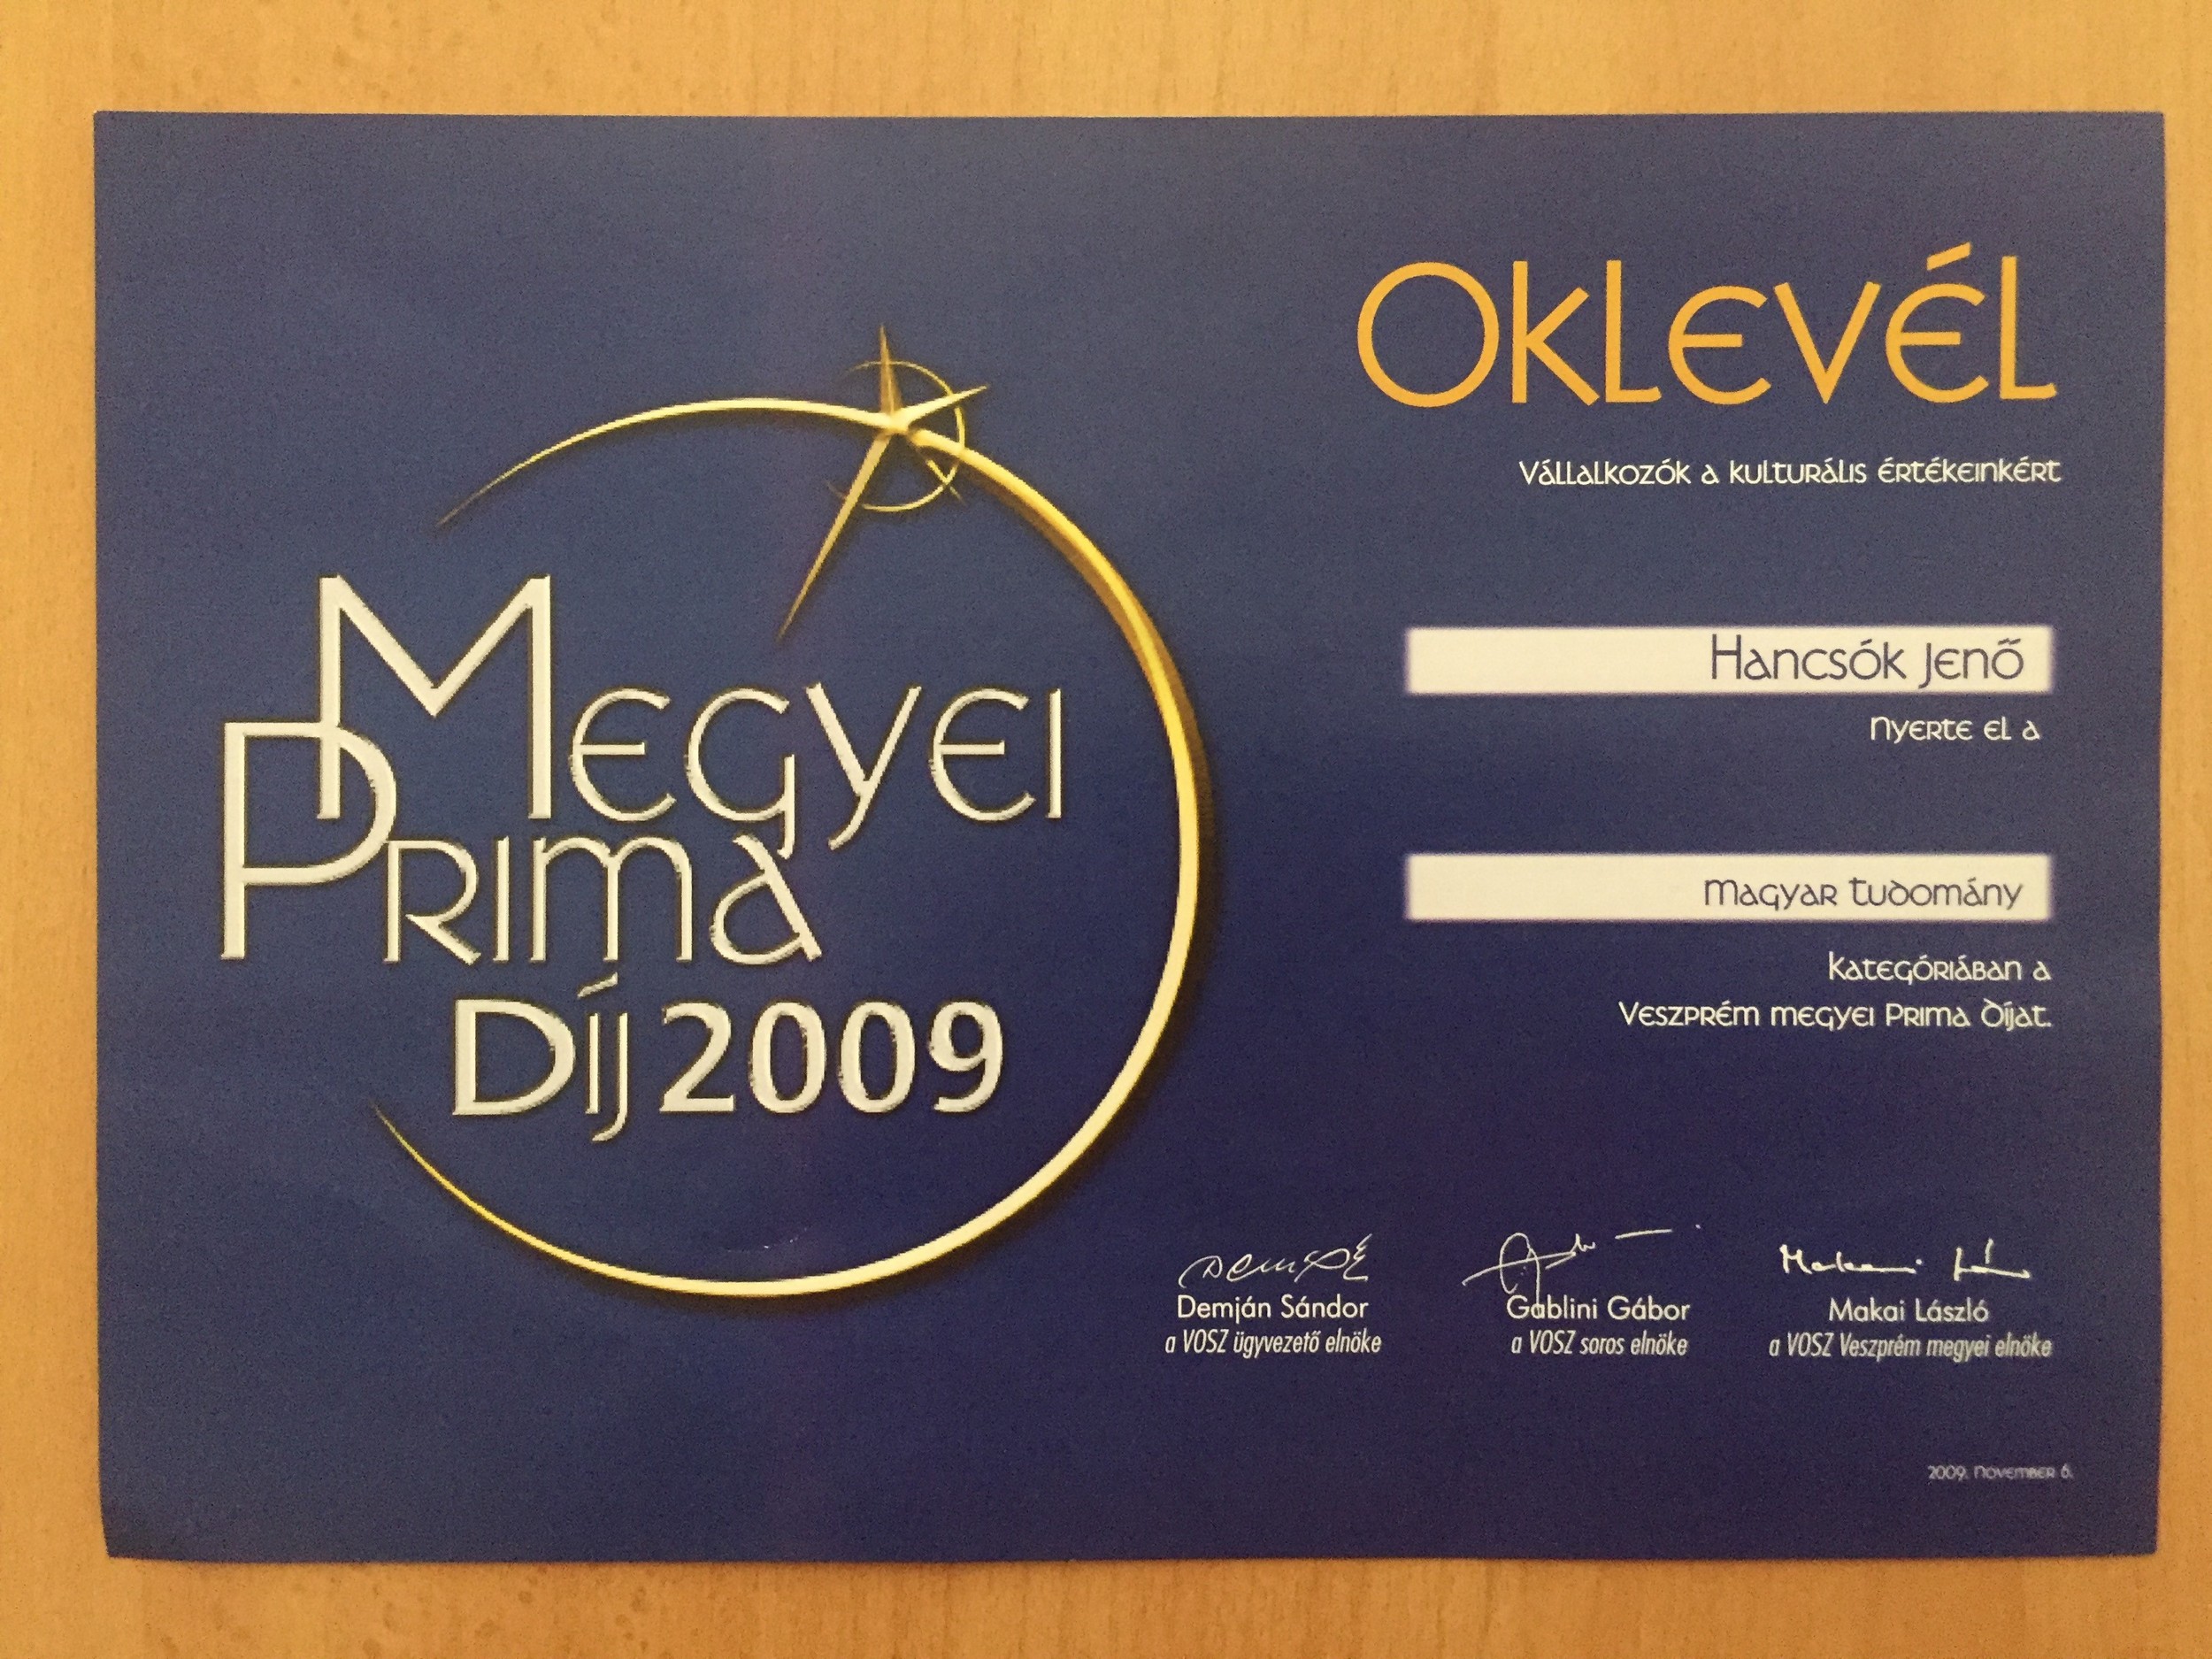 Megyei
Prima
Díj 2009
Oklevél
Vállalkozók a kulturális értékeinkért
Hancsók Jenő
nyerte el a
magyar tudomány
kategóriában a
Veszprém megyei Prima Díjat.
Demján Sándor
a VOSZ ügyvezető elnöke
Gablini Gábor
a VOSZ soros elnöke
Makai László
a VOSZ Veszprém megyei elnöke
2009. november 6.